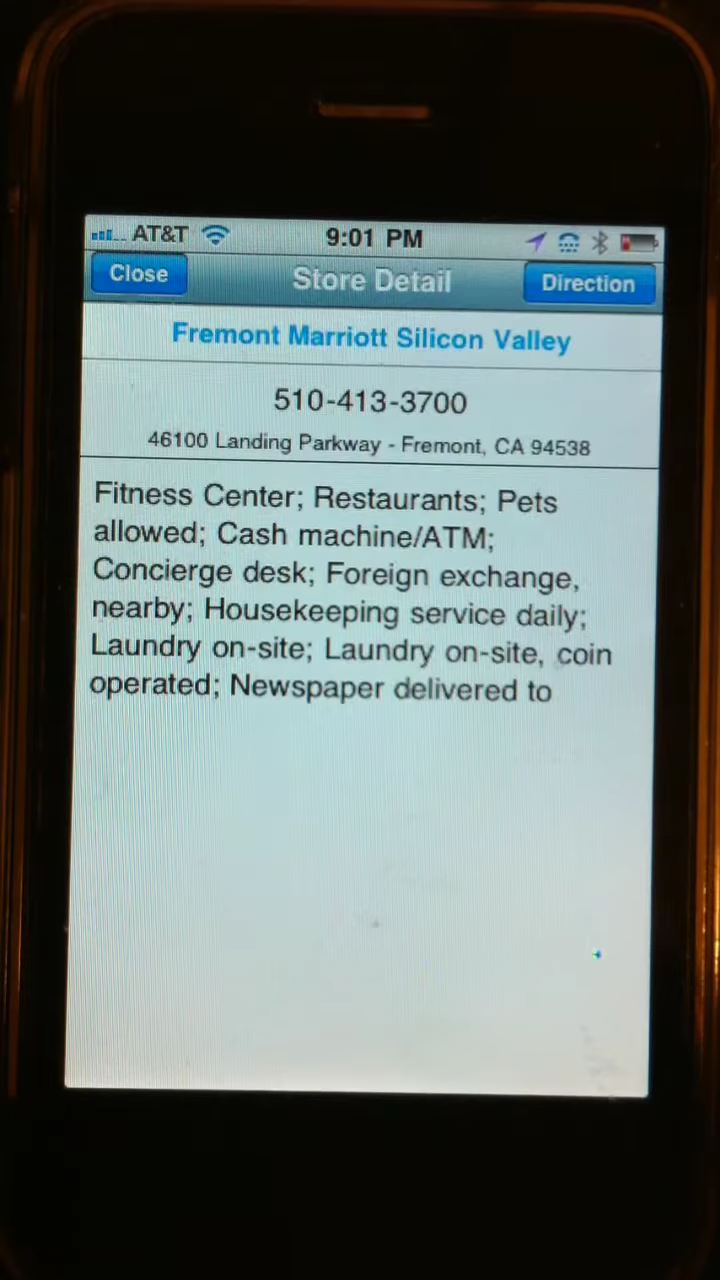 AT&T 9:01 PM
Close Store Detail Direction
Fremont Marriott Silicon Valley
510-413-3700
46100 Landing Parkway - Fremont, CA 94538
Fitness Center; Restaurants; Pets
allowed; Cash machine/ATM;
Concierge desk; Foreign exchange,
nearby; Housekeeping service daily;
Laundry on-site; Laundry on-site, coin
operated; Newspaper delivered to